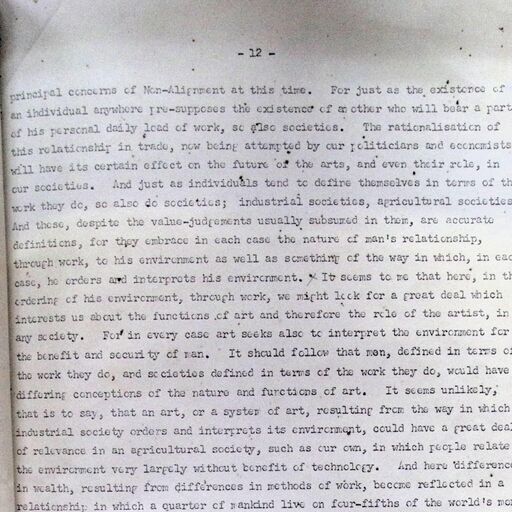 - 12 -
principal concerns of Non-Alignment at this time. For just as the existence of
an individual anywhere pre-supposes the existence of another who will bear a part
of his personal daily load of work, so also societies. The rationalisation of
this relationship in trade, now being attempted by our politicians and economists
will have its certain effect on the future of the arts, and even their role, in
our societies. And just as individuals tend to define themselves in terms of th
work they do, so also do societies; industrial societies, agricultural societies
And these, despite the value-judgements usually subsumed in them, are accurate
definitions, for they embrace in each case the nature of man's relationship,
through work, to his environment as well as something of the way in which, in eac
case, he orders and interprets his environment. It seems to me that here, in th
ordering of his environment, through work, we might look for a great deal which
interests us about the functions of art and therefore the role of the artist, in
any society. For in every case art seeks also to interpret the environment for
the benefit and security of man. It should follow that men, defined in terms of
the work they do, and societies defined in terms of the work they do, would have
differing conceptions of the nature and functions of art. It seems unlikely,
that is to say, that an art, or a system of art, resulting from the way in which
industrial society orders and interprets its environment, could have a great deal
of relevance in an agricultural society, such as our own, in which people relate
the environment very largely without benefit of technology. And here difference
in wealth, resulting from differences in methods of work, become reflected in a
relationship in which a quarter of mankind live on four-fifths of the world's